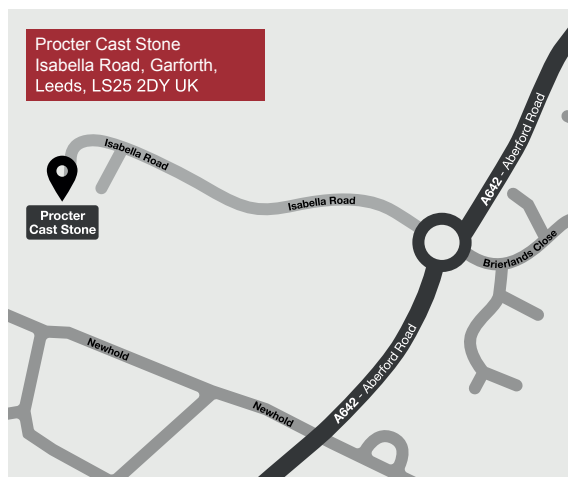 Procter Cast Stone
Isabella Road, Garforth,
Leeds, LS25 2DY UK
A642 - Aberford Road
Isabella Road
Isabella Road
Procter
Cast Stone
Brierlands Close
A642 - Aberford Road
Newhold
Newhold